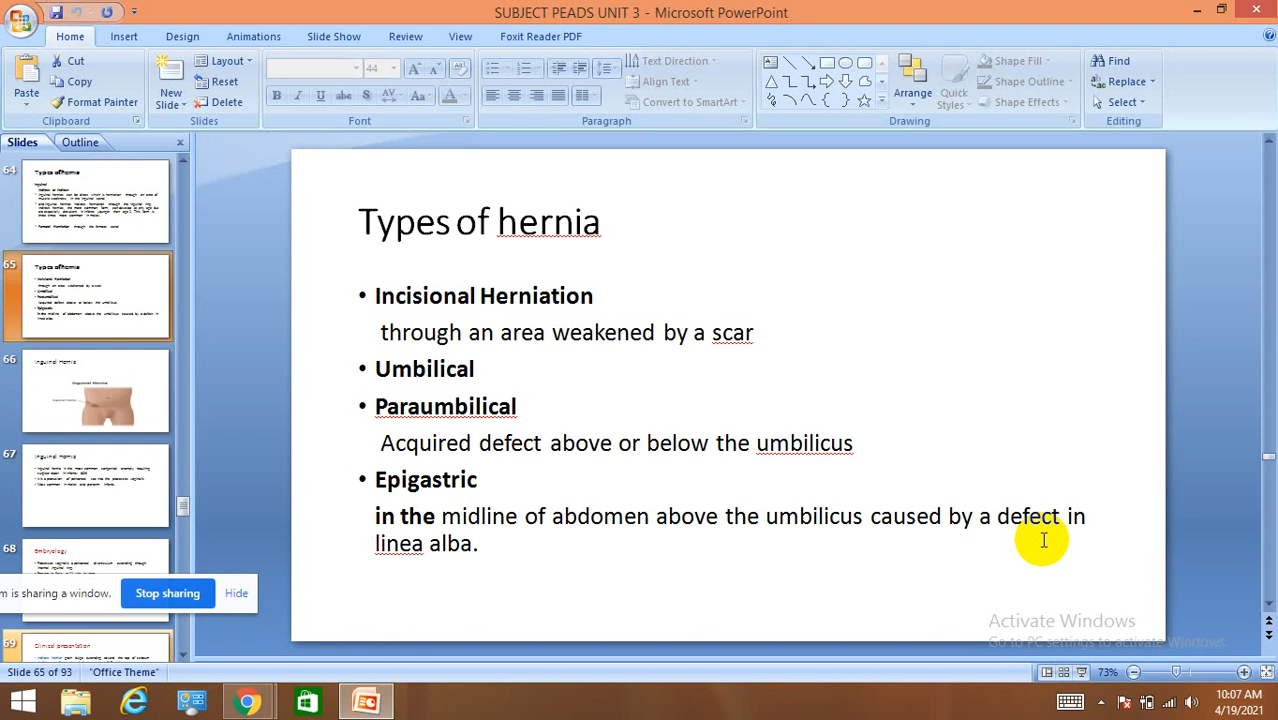 SUBJECT PEADS UNIT 3 - Microsoft PowerPoint
Home Insert Design Animations Slide Show Review View Foxit Reader PDF
Paste
Cut
Copy
Format Painter
Clipboard
New Slide
Layout
Reset
Delete
Slides
44
B I U abc S AV Aa A
Font
Text Direction
Align Text
Convert to SmartArt
Paragraph
Arrange
Quick Styles
Shape Fill
Shape Outline
Shape Effects
Drawing
Find
Replace
Select
Editing
Slides Outline
64
Types of hernia
65
Types of hernia
66
Inguinal Hernia
67
Inguinal Hernia
68
Embryology
69
Clinical presentation
Types of hernia
• Incisional Herniation
through an area weakened by a scar
• Umbilical
• Paraumbilical
Acquired defect above or below the umbilicus
• Epigastric
in the midline of abdomen above the umbilicus caused by a defect in
linea alba.
m is sharing a window. Stop sharing Hide
Activate Windows
Go to PC settings to activate Windows.
Slide 65 of 93 "Office Theme" 73%
10:07 AM
4/19/2021